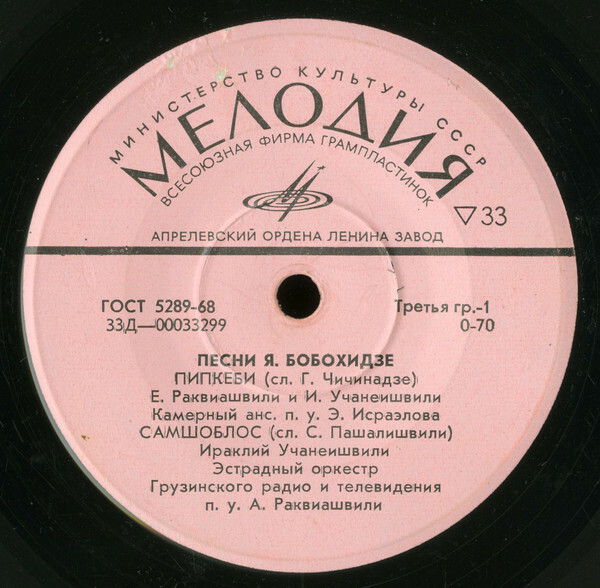 МИНИСТЕРСТВО КУЛЬТУРЫ СССР
МЕЛОДИЯ
ВСЕСОЮЗНАЯ ФИРМА ГРАМПЛАСТИНОК
▽33
АПРЕЛЕВСКИЙ ОРДЕНА ЛЕНИНА ЗАВОД
ГОСТ 5289-68 Третья гр.-1
33Д—00033299 0-70
ПЕСНИ Я. БОБОХИДЗЕ
ПИПКЕБИ (сл. Г. Чичинадзе)
Е. Раквиашвили и И. Учанеишвили
Камерный анс. п. у. Э. Исраэлова
САМШОБЛОС (сл. С. Пашалишвили)
Ираклий Учанеишвили
Эстрадный оркестр
Грузинского радио и телевидения
п. у. А. Раквиашвили